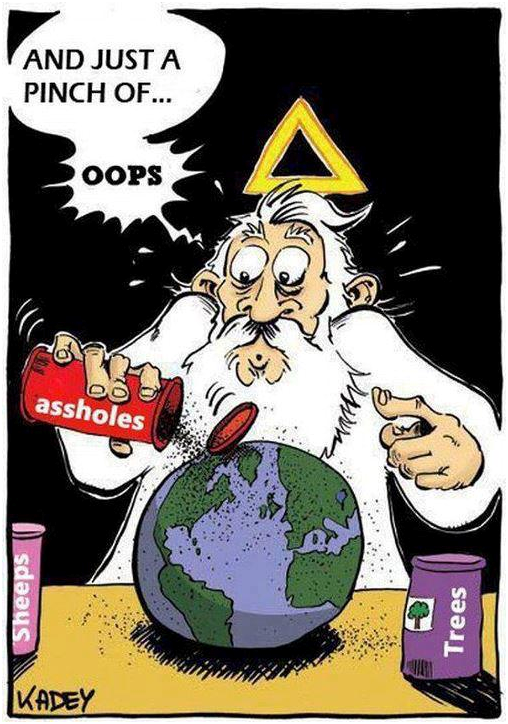 AND JUST A
PINCH OF...
OOPS
assholes
Sheeps
Trees
KADEY